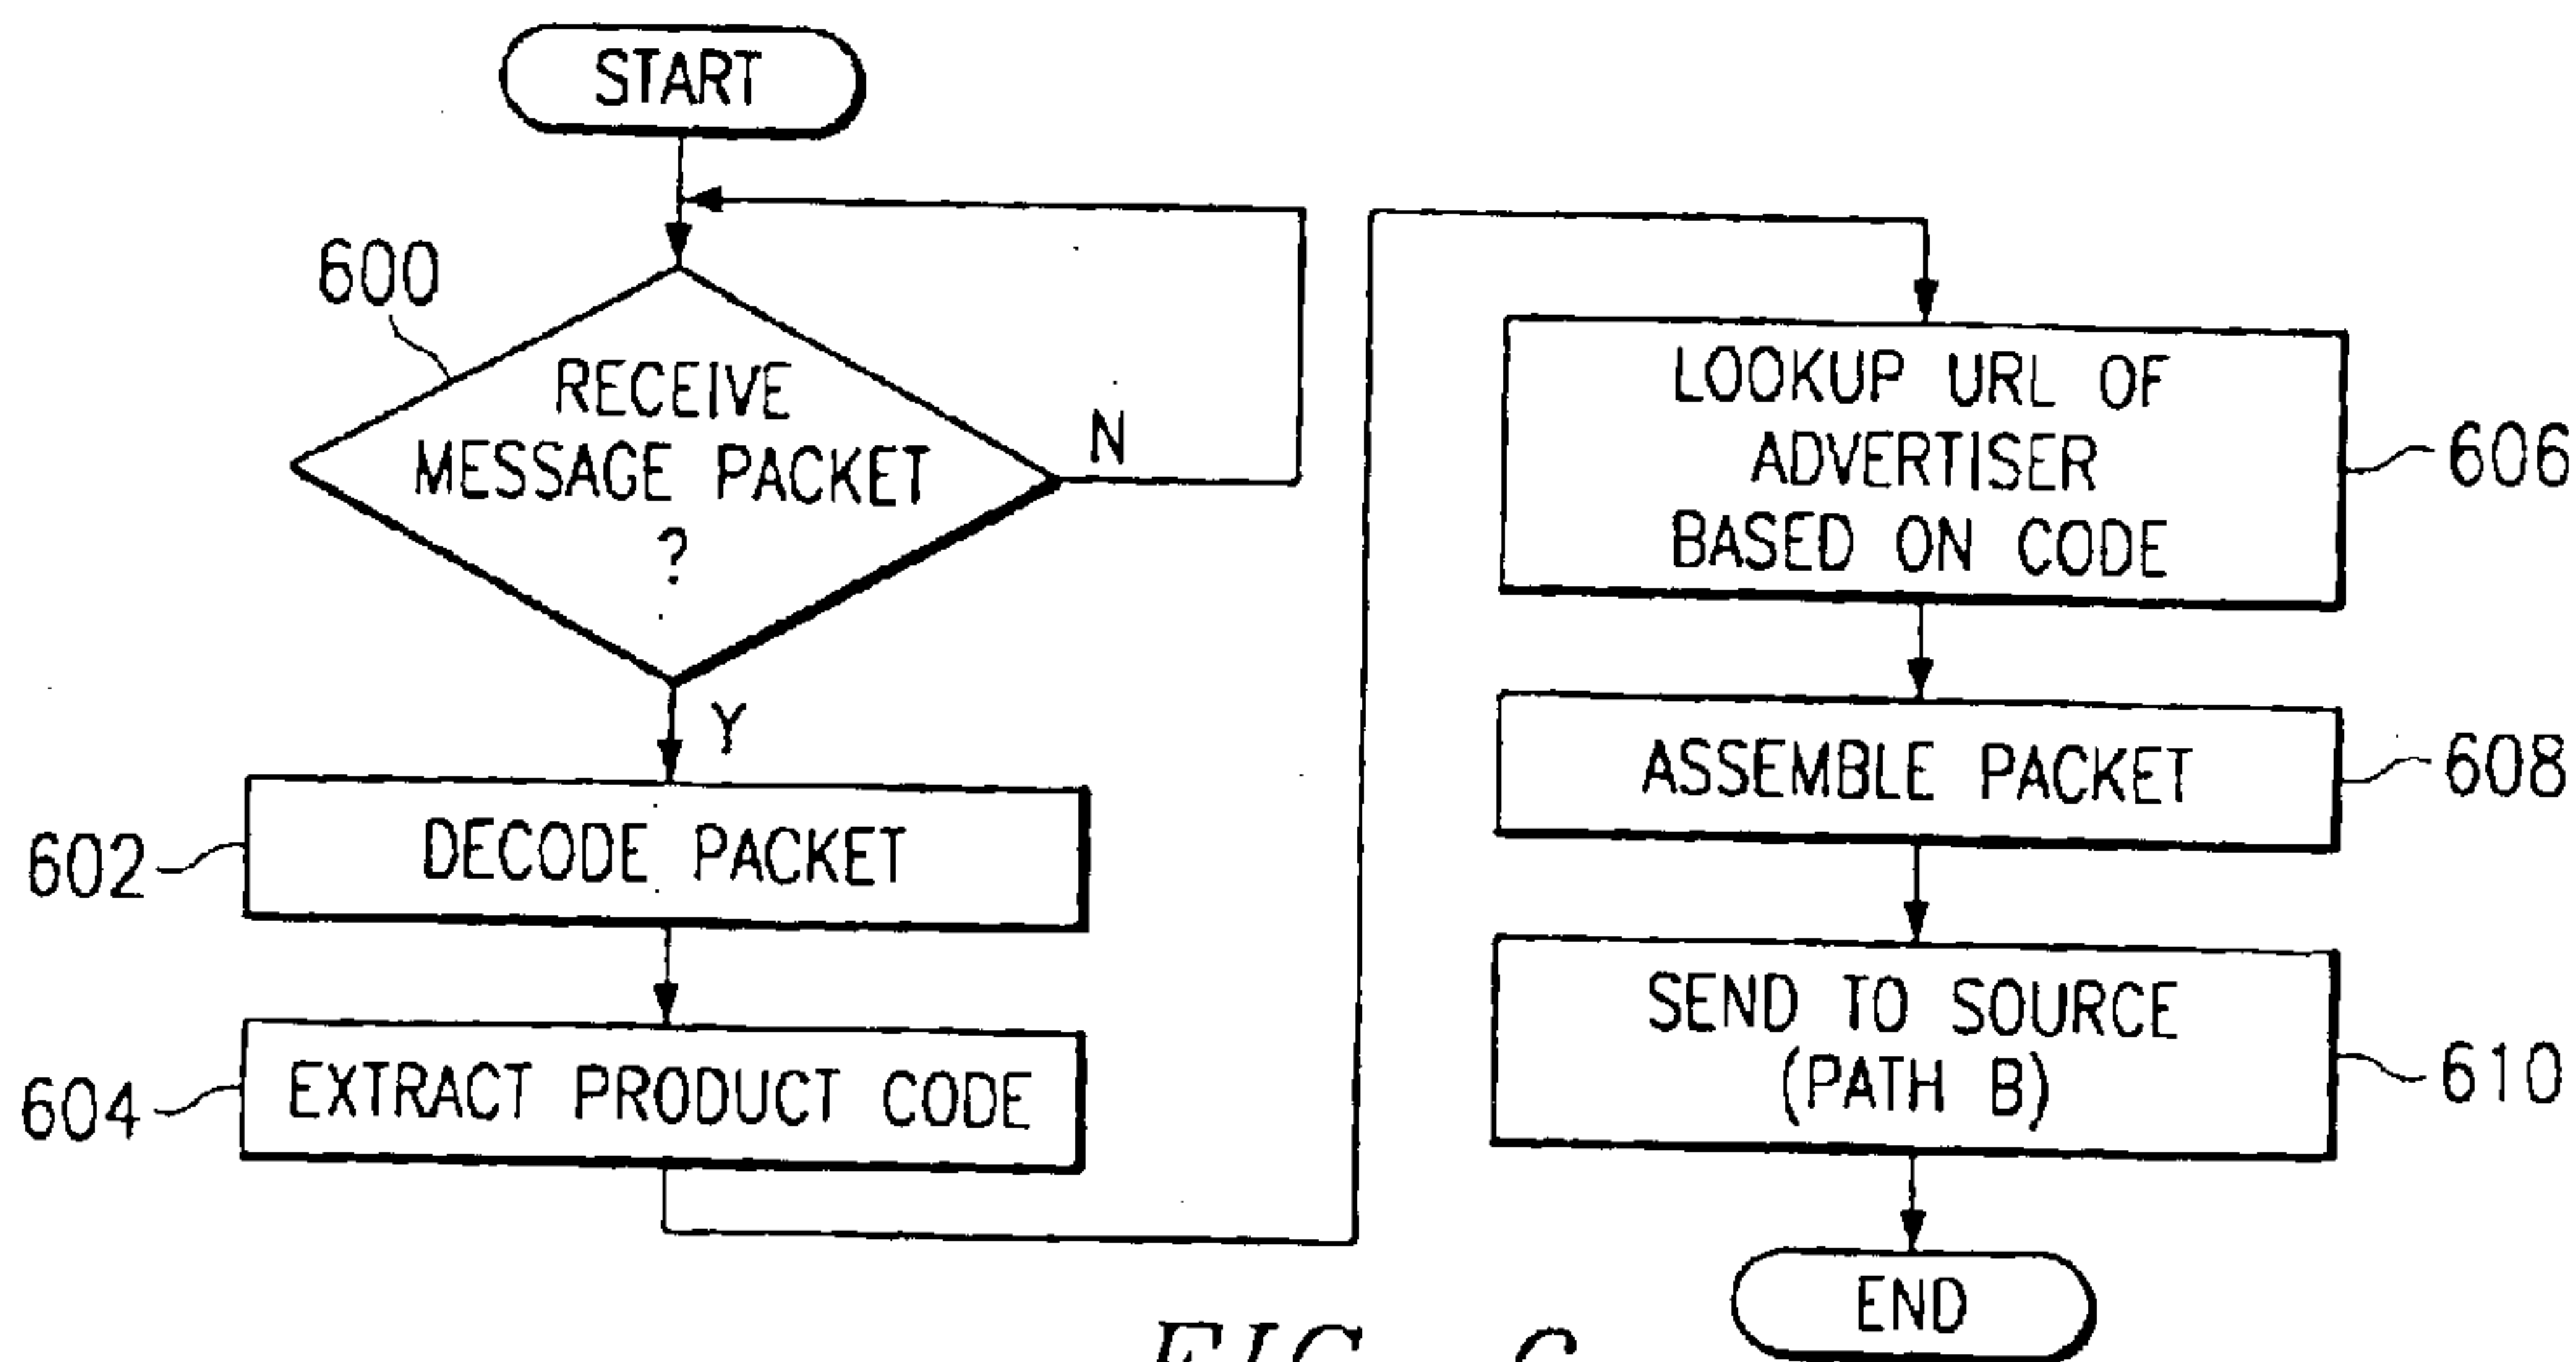 START
600
RECEIVE
MESSAGE PACKET
?
N
Y
602
DECODE PACKET
604
EXTRACT PRODUCT CODE
LOOKUP URL OF
ADVERTISER
BASED ON CODE
606
ASSEMBLE PACKET
608
SEND TO SOURCE
(PATH B)
610
END
FIG.